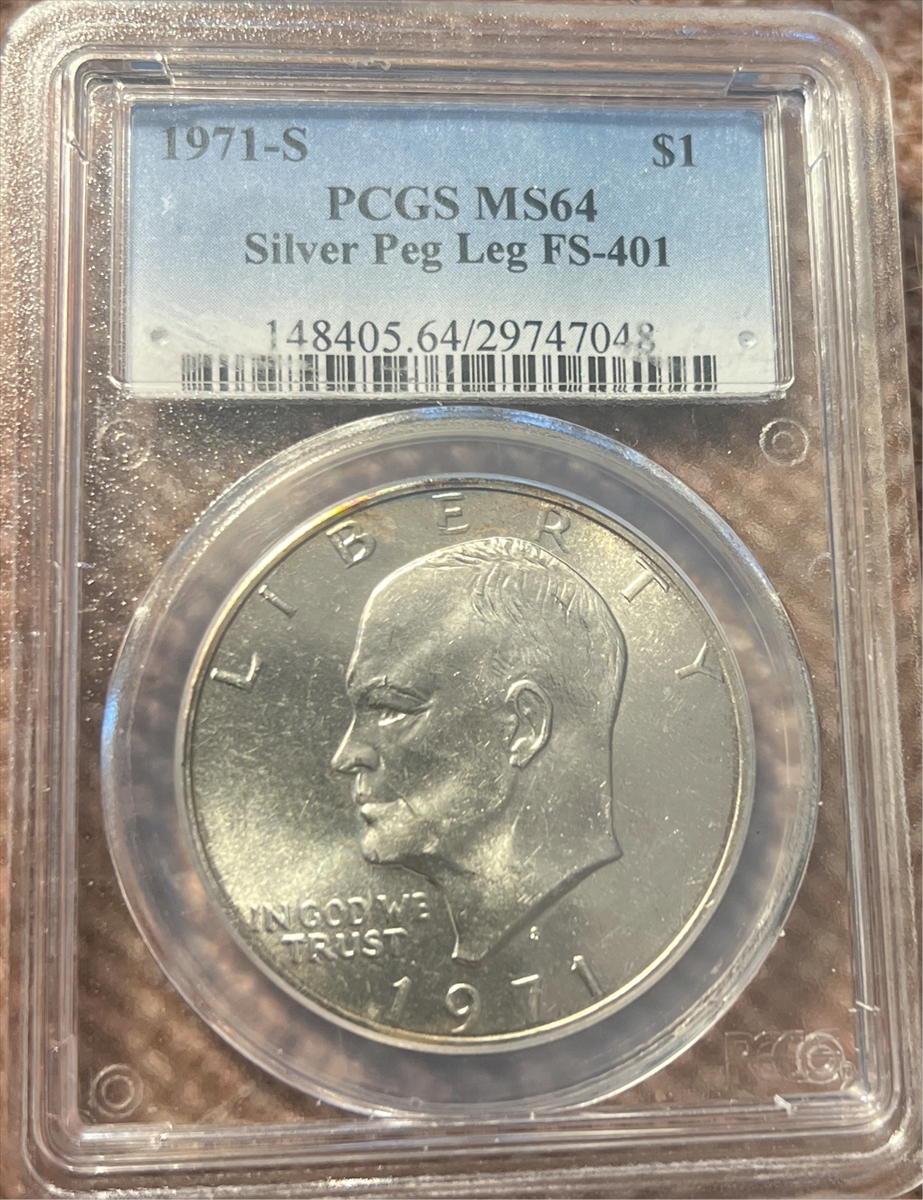 1971-S $1
PCGS MS64
Silver Peg Leg FS-401
148405.64/29747048
LIBERTY
IN GOD WE
TRUST
S
1971
PCGS